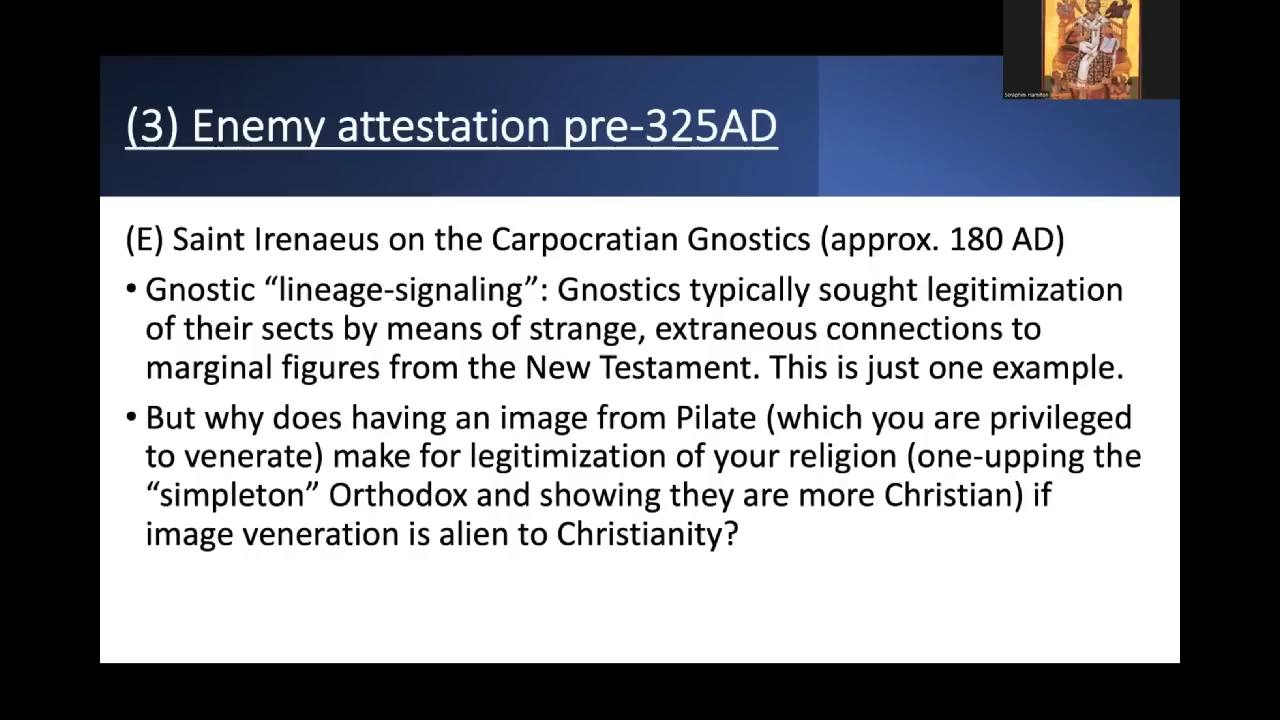 Seraphim Hamilton
(3) Enemy attestation pre-325AD
(E) Saint Irenaeus on the Carpocratian Gnostics (approx. 180 AD)
• Gnostic “lineage-signaling”: Gnostics typically sought legitimization
of their sects by means of strange, extraneous connections to
marginal figures from the New Testament. This is just one example.
• But why does having an image from Pilate (which you are privileged
to venerate) make for legitimization of your religion (one-upping the
“simpleton” Orthodox and showing they are more Christian) if
image veneration is alien to Christianity?